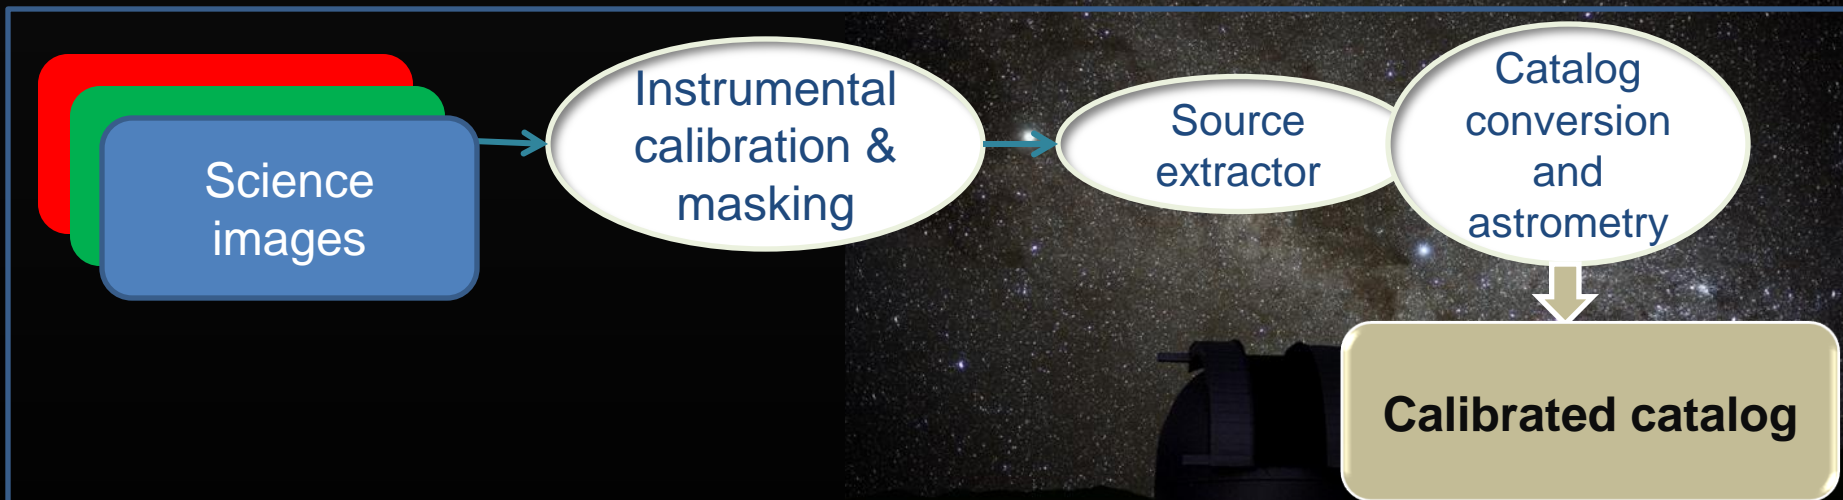 Science
images
Instrumental
calibration &
masking
Source
extractor
Catalog
conversion
and
astrometry
Calibrated catalog